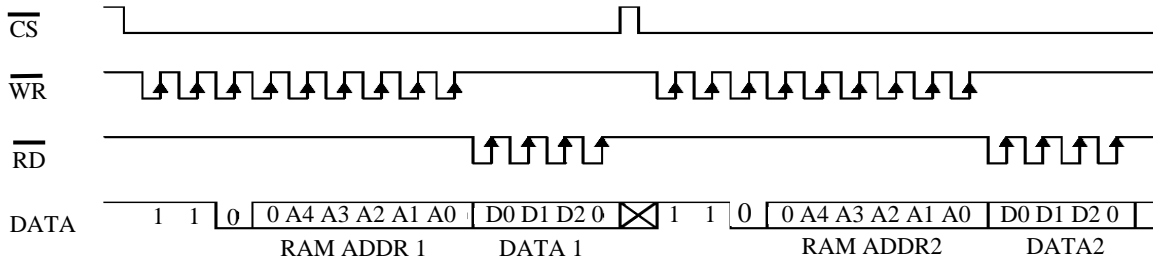 CS
WR
RD
DATA 1 1 0 0 A4 A3 A2 A1 A0 D0 D1 D2 0 1 1 0 0 A4 A3 A2 A1 A0 D0 D1 D2 0
RAM ADDR 1 DATA 1 RAM ADDR2 DATA2